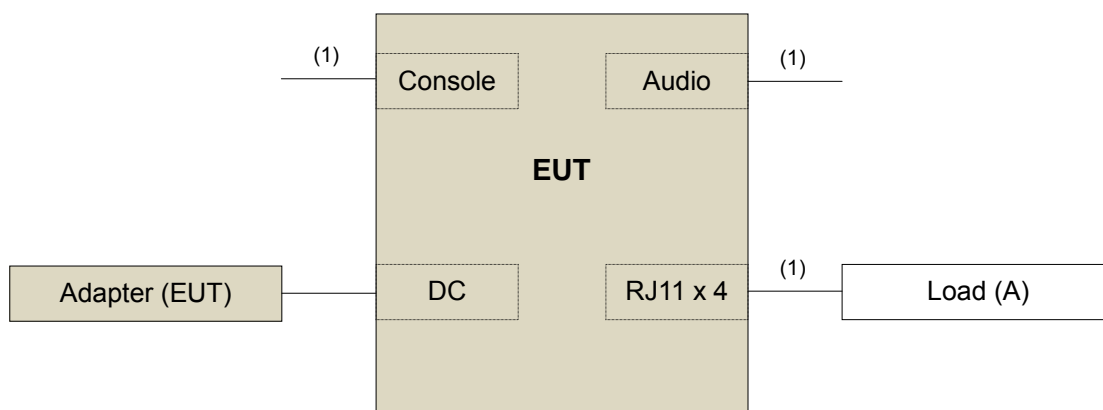 (1)
Console
Audio
(1)
EUT
Adapter (EUT)
DC
RJ11 x 4
(1)
Load (A)